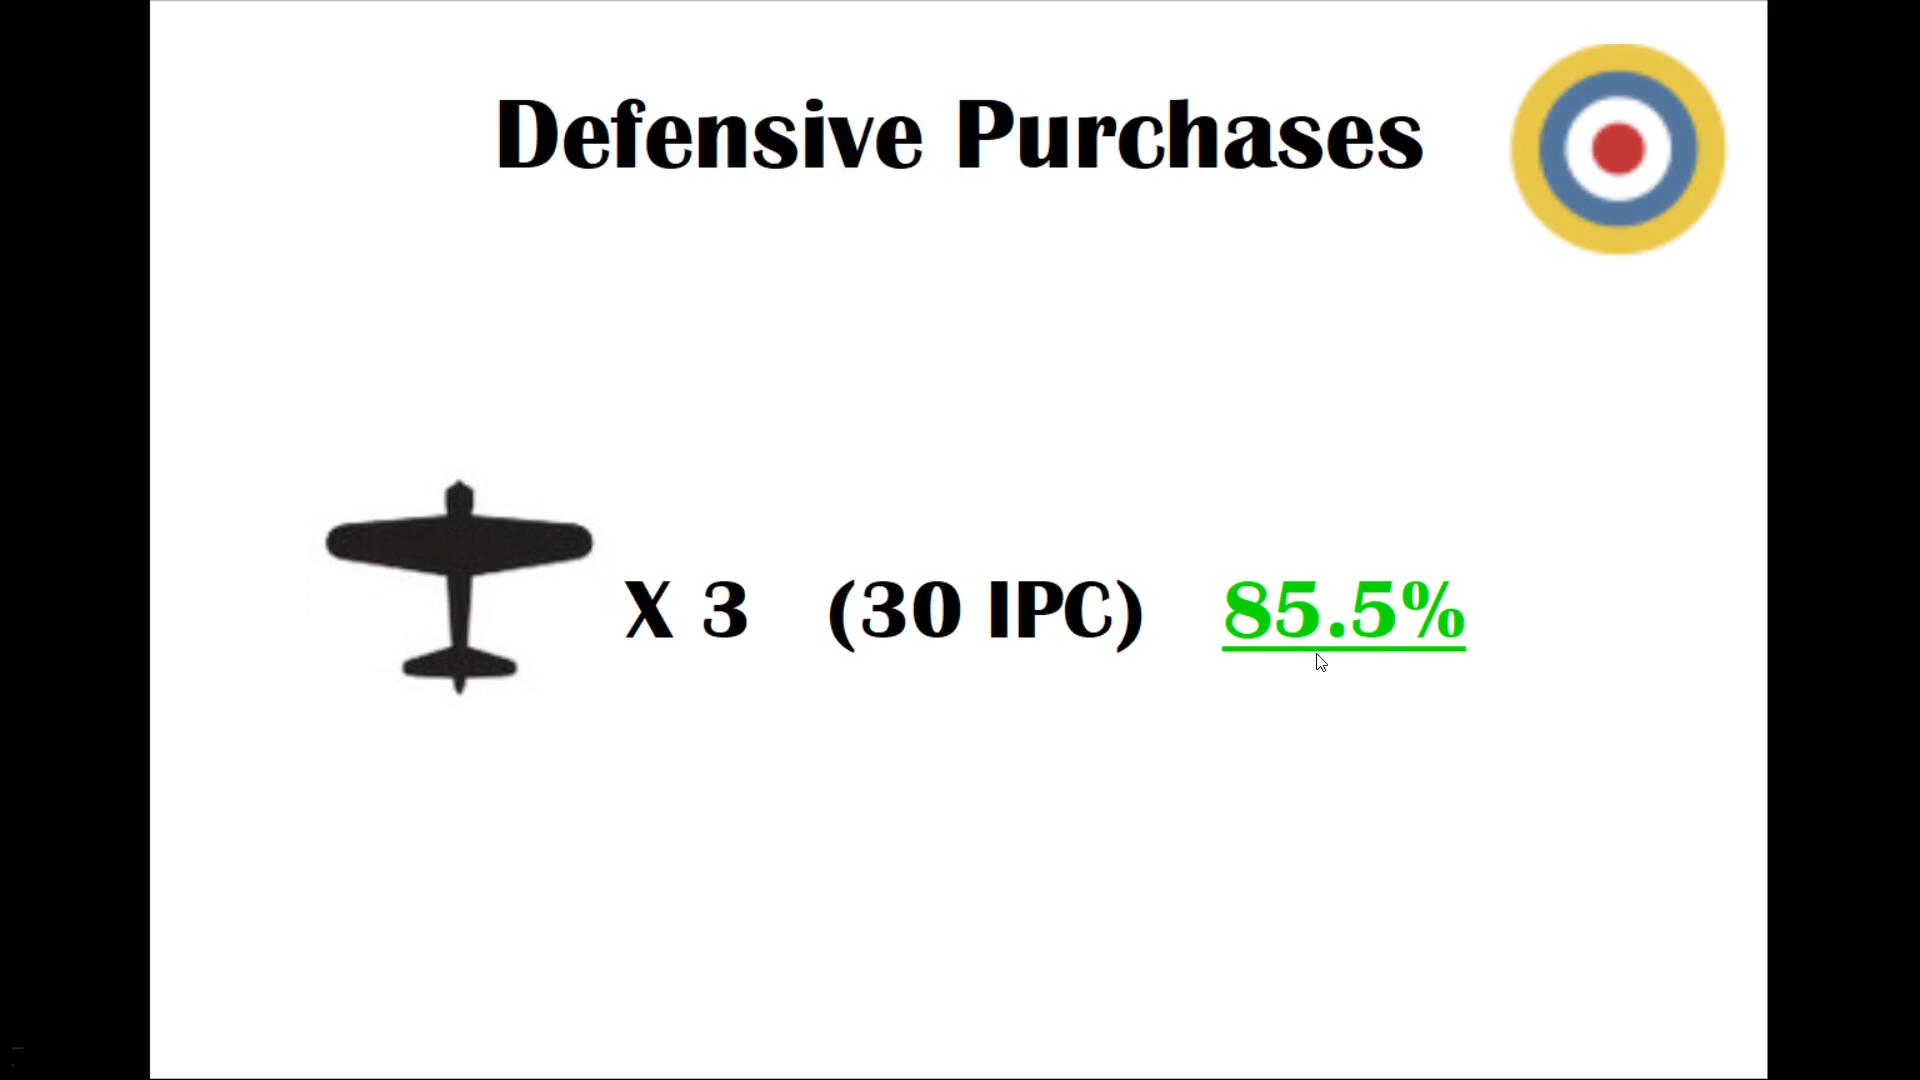 Defensive Purchases
X 3 (30 IPC) 85.5%